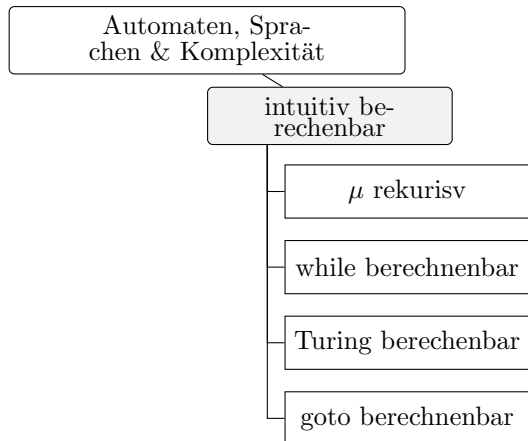 Automaten, Spra-
chen & Komplexität
intuitiv be-
rechenbar
μ rekurisv
while berechnenbar
Turing berechenbar
goto berechnenbar